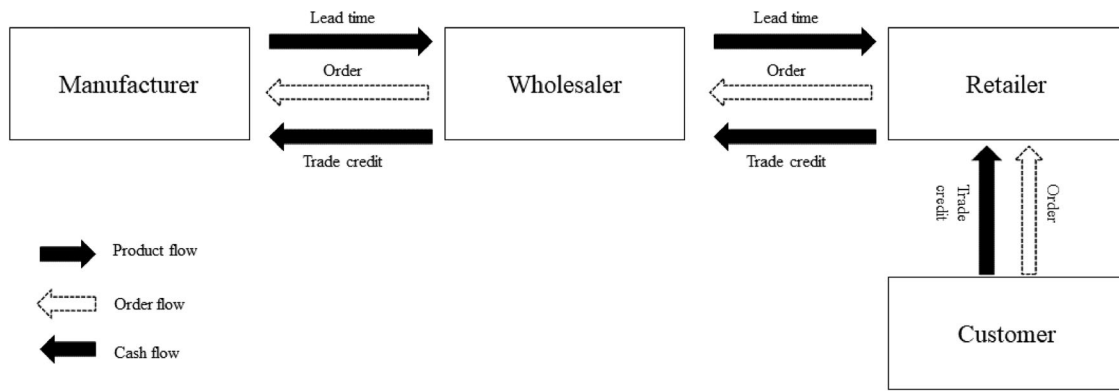 Lead time
Lead time
Manufacturer
Order
Wholesaler
Order
Retailer
Trade credit
Trade credit
Trade
credit
Order
Product flow
Order flow
Cash flow
Customer